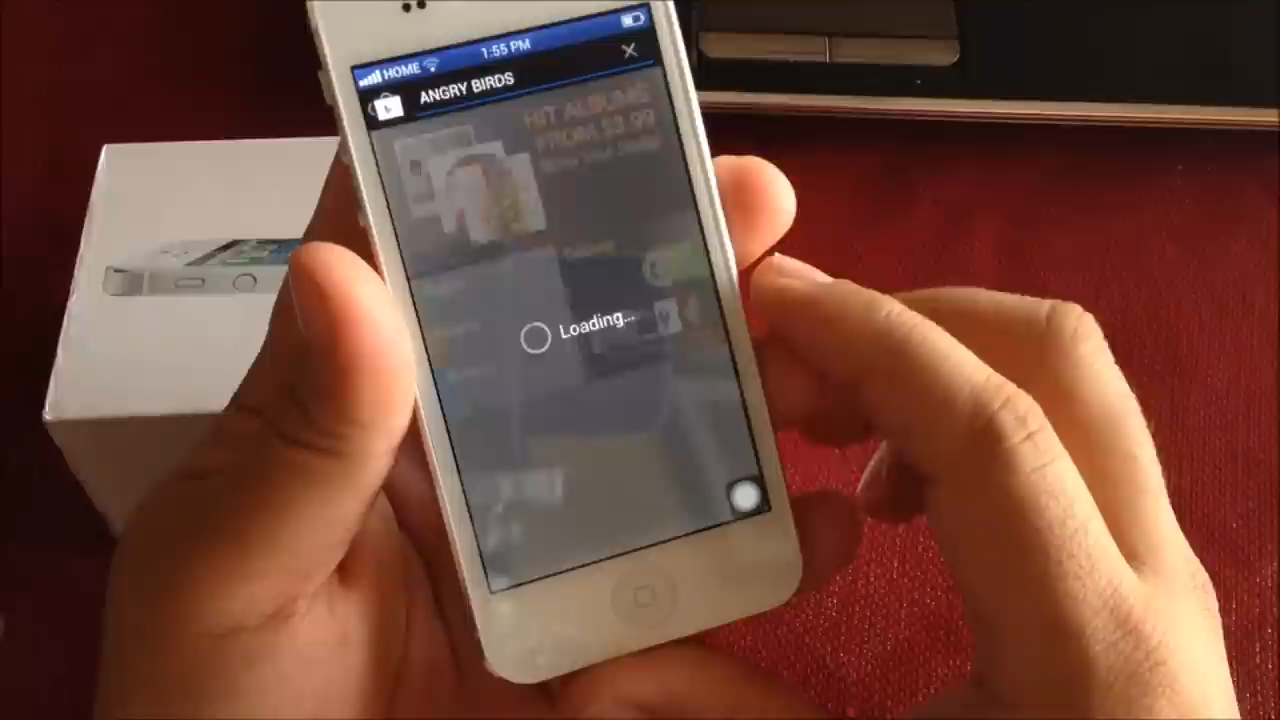 HOME 1:55 PM
ANGRY BIRDS
HIT ALBUMS
FROM $3.99
Loading...